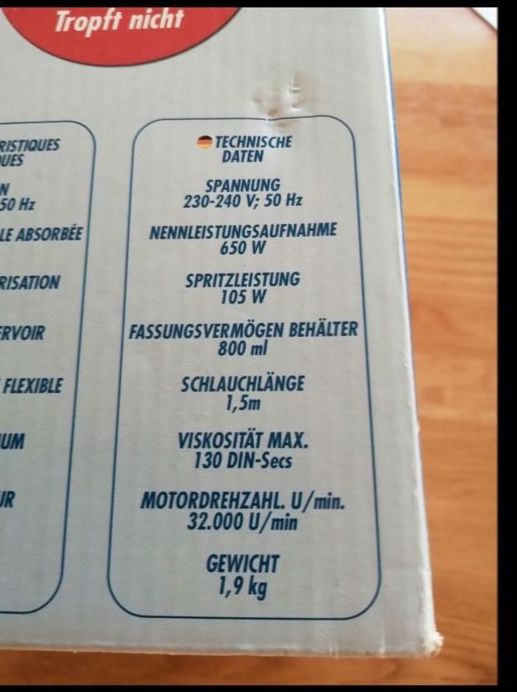 Tropft nicht
RISTIQUES
UES
N
50 Hz
LE ABSORBÉE
RISATION
ERVOIR
FLEXIBLE
UM
UR
TECHNISCHE
DATEN
SPANNUNG
230-240 V; 50 Hz
NENNLEISTUNGSAUFNAHME
650 W
SPRITZLEISTUNG
105 W
FASSUNGSVERMÖGEN BEHÄLTER
800 ml
SCHLAUCHLÄNGE
1,5m
VISKOSITÄT MAX.
130 DIN-Secs
MOTORDREHZAHL. U/min.
32.000 U/min
GEWICHT
1,9 kg